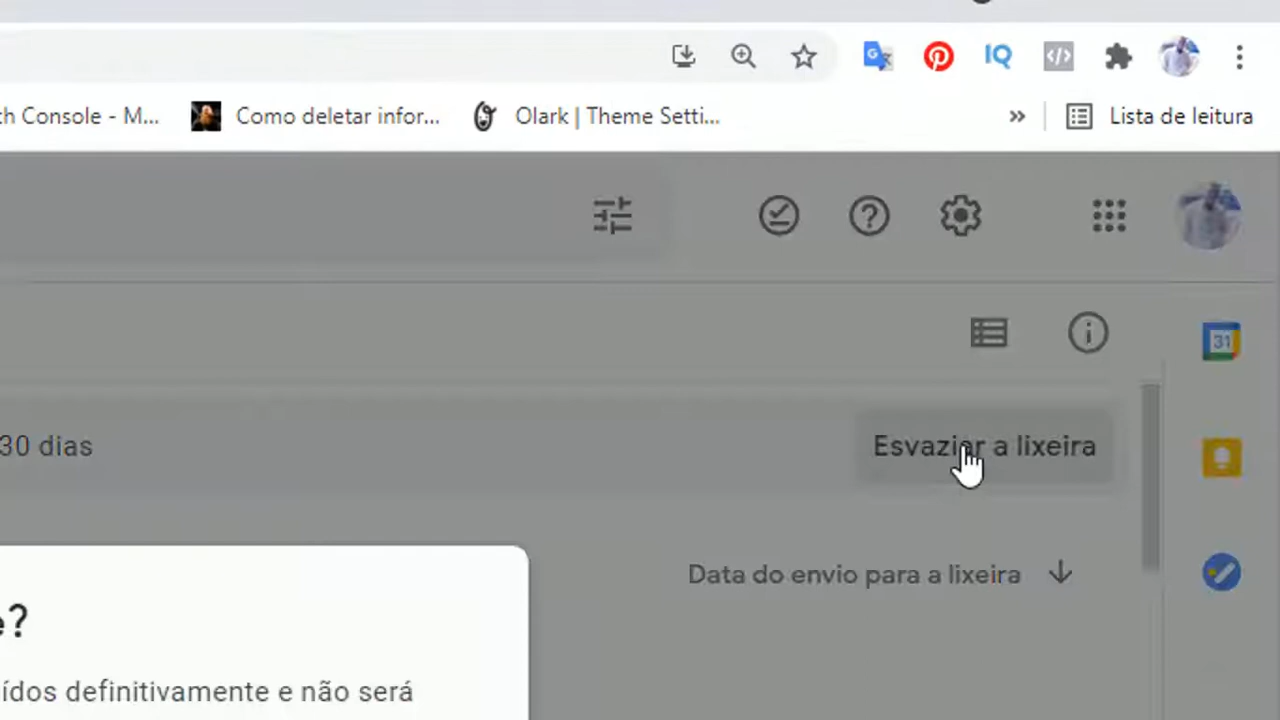 th Console - M...
Como deletar infor...
Olark | Theme Setti...
»
Lista de leitura
31
30 dias
Esvaziar a lixeira
Data do envio para a lixeira
e?
ídos definitivamente e não será